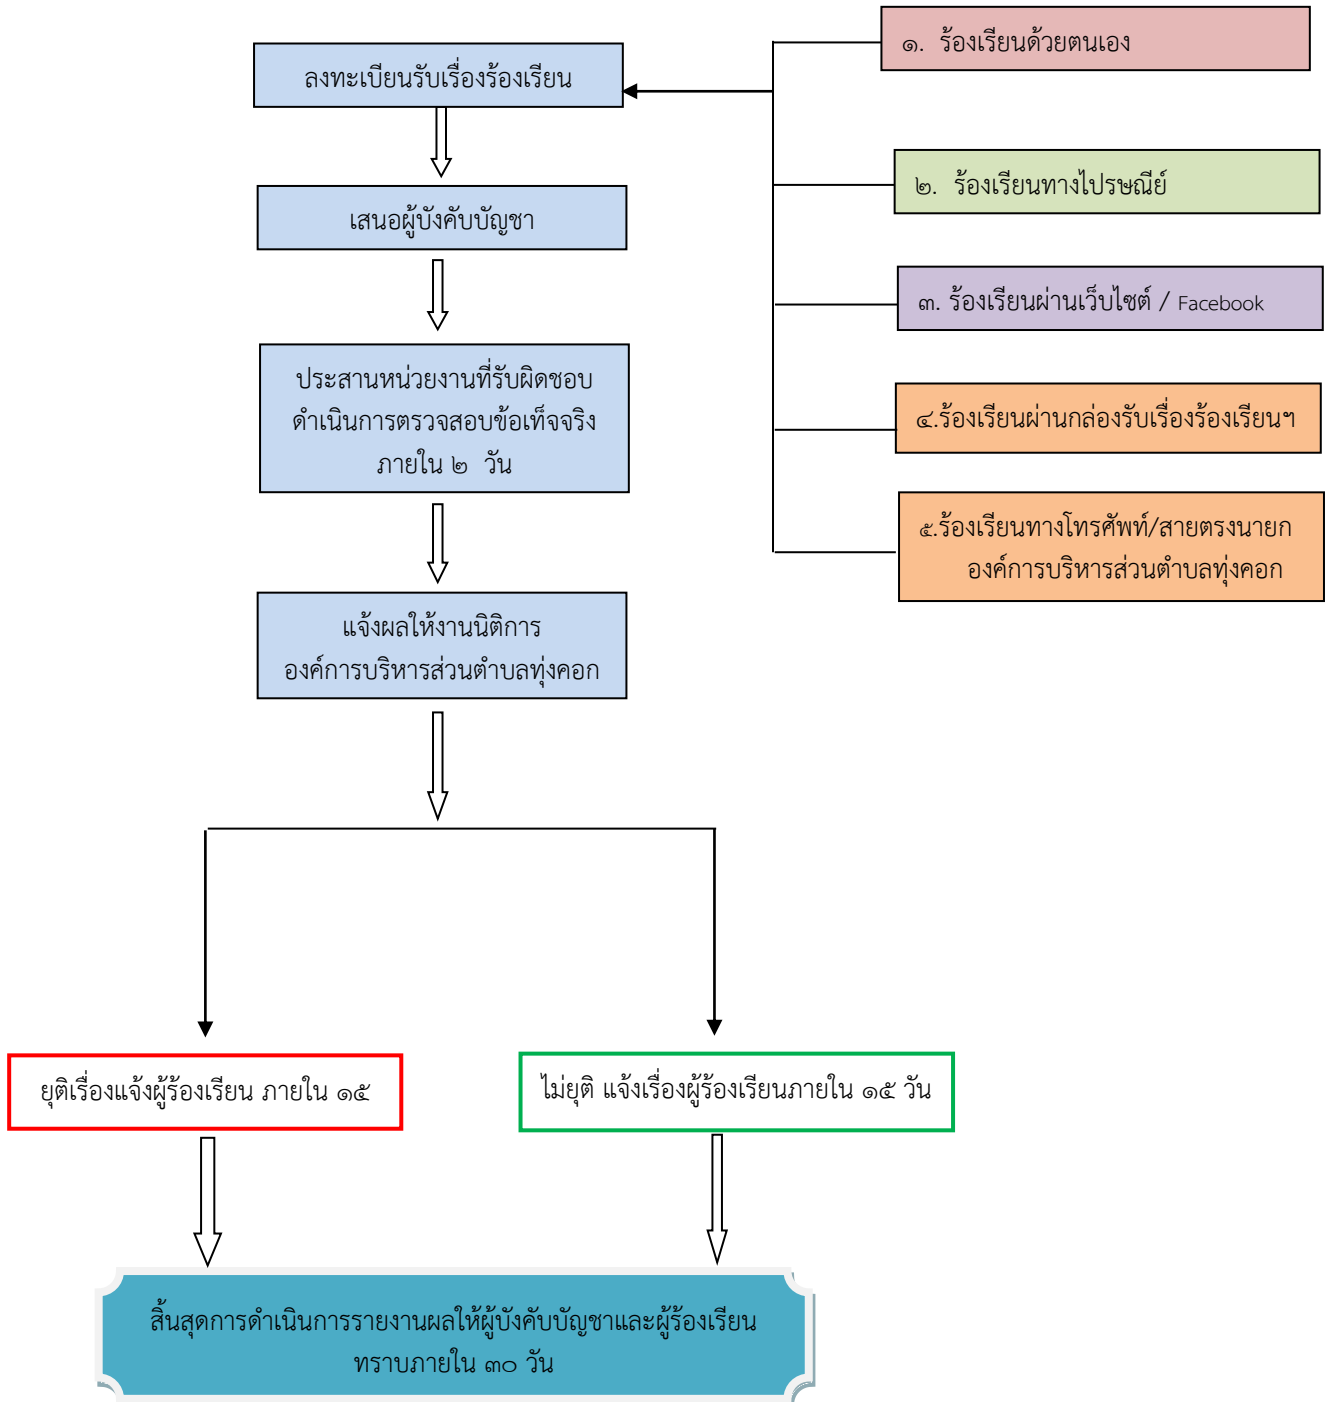 ลงทะเบียนรับเรื่องร้องเรียน
เสนอผู้บังคับบัญชา
ประสานหน่วยงานที่รับผิดชอบ
ดำเนินการตรวจสอบข้อเท็จจริง
ภายใน ๒ วัน
แจ้งผลให้งานนิติการ
องค์การบริหารส่วนตำบลทุ่งคอก
๑. ร้องเรียนด้วยตนเอง
๒. ร้องเรียนทางไปรษณีย์
๓. ร้องเรียนผ่านเว็บไซต์ / Facebook
๔.ร้องเรียนผ่านกล่องรับเรื่องร้องเรียนฯ
๕.ร้องเรียนทางโทรศัพท์/สายตรงนายก
องค์การบริหารส่วนตำบลทุ่งคอก
ยุติเรื่องแจ้งผู้ร้องเรียน ภายใน ๑๕
ไม่ยุติ แจ้งเรื่องผู้ร้องเรียนภายใน ๑๕ วัน
สิ้นสุดการดำเนินการรายงานผลให้ผู้บังคับบัญชาและผู้ร้องเรียน
ทราบภายใน ๓๐ วัน